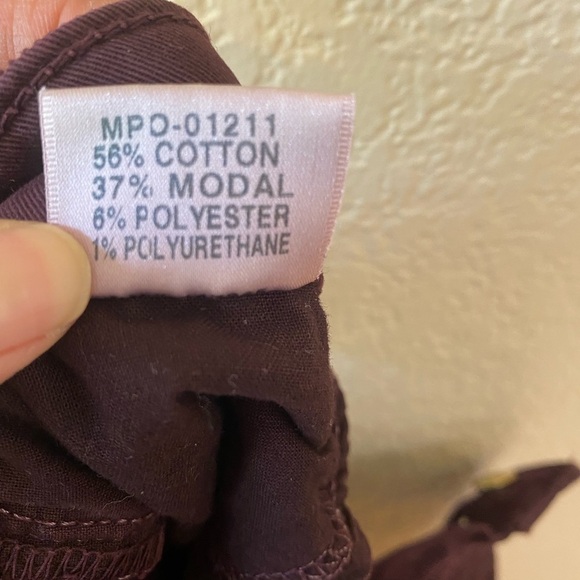 MPD-01211
56% COTTON
37% MODAL
6% POLYESTER
1% POLYURETHANE